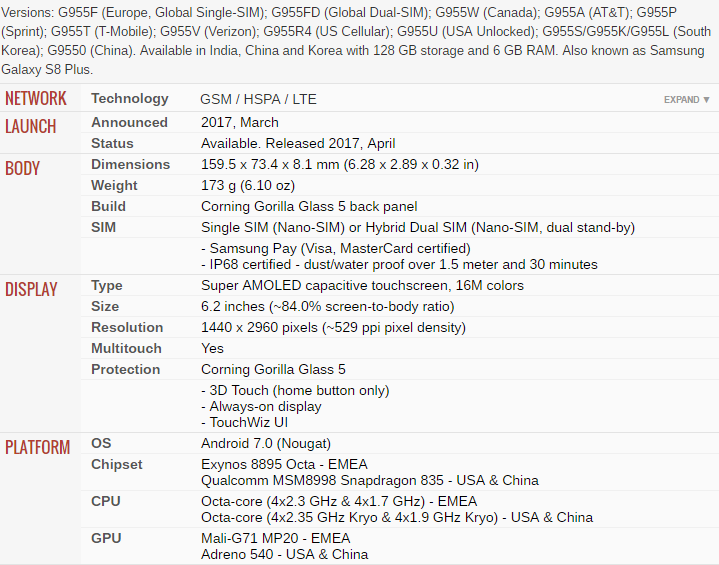 Versions: G955F (Europe, Global Single-SIM); G955FD (Global Dual-SIM); G955W (Canada); G955A (AT&T); G955P
(Sprint); G955T (T-Mobile); G955V (Verizon); G955R4 (US Cellular); G955U (USA Unlocked); G955S/G955K/G955L (South
Korea); G9550 (China). Available in India, China and Korea with 128 GB storage and 6 GB RAM. Also known as Samsung
Galaxy S8 Plus.
NETWORK Technology GSM / HSPA / LTE EXPAND ▼
LAUNCH Announced 2017, March
Status Available. Released 2017, April
BODY Dimensions 159.5 x 73.4 x 8.1 mm (6.28 x 2.89 x 0.32 in)
Weight 173 g (6.10 oz)
Build Corning Gorilla Glass 5 back panel
SIM Single SIM (Nano-SIM) or Hybrid Dual SIM (Nano-SIM, dual stand-by)
- Samsung Pay (Visa, MasterCard certified)
- IP68 certified - dust/water proof over 1.5 meter and 30 minutes
DISPLAY Type Super AMOLED capacitive touchscreen, 16M colors
Size 6.2 inches (~84.0% screen-to-body ratio)
Resolution 1440 x 2960 pixels (~529 ppi pixel density)
Multitouch Yes
Protection Corning Gorilla Glass 5
- 3D Touch (home button only)
- Always-on display
- TouchWiz UI
PLATFORM OS Android 7.0 (Nougat)
Chipset Exynos 8895 Octa - EMEA
Qualcomm MSM8998 Snapdragon 835 - USA & China
CPU Octa-core (4x2.3 GHz & 4x1.7 GHz) - EMEA
Octa-core (4x2.35 GHz Kryo & 4x1.9 GHz Kryo) - USA & China
GPU Mali-G71 MP20 - EMEA
Adreno 540 - USA & China